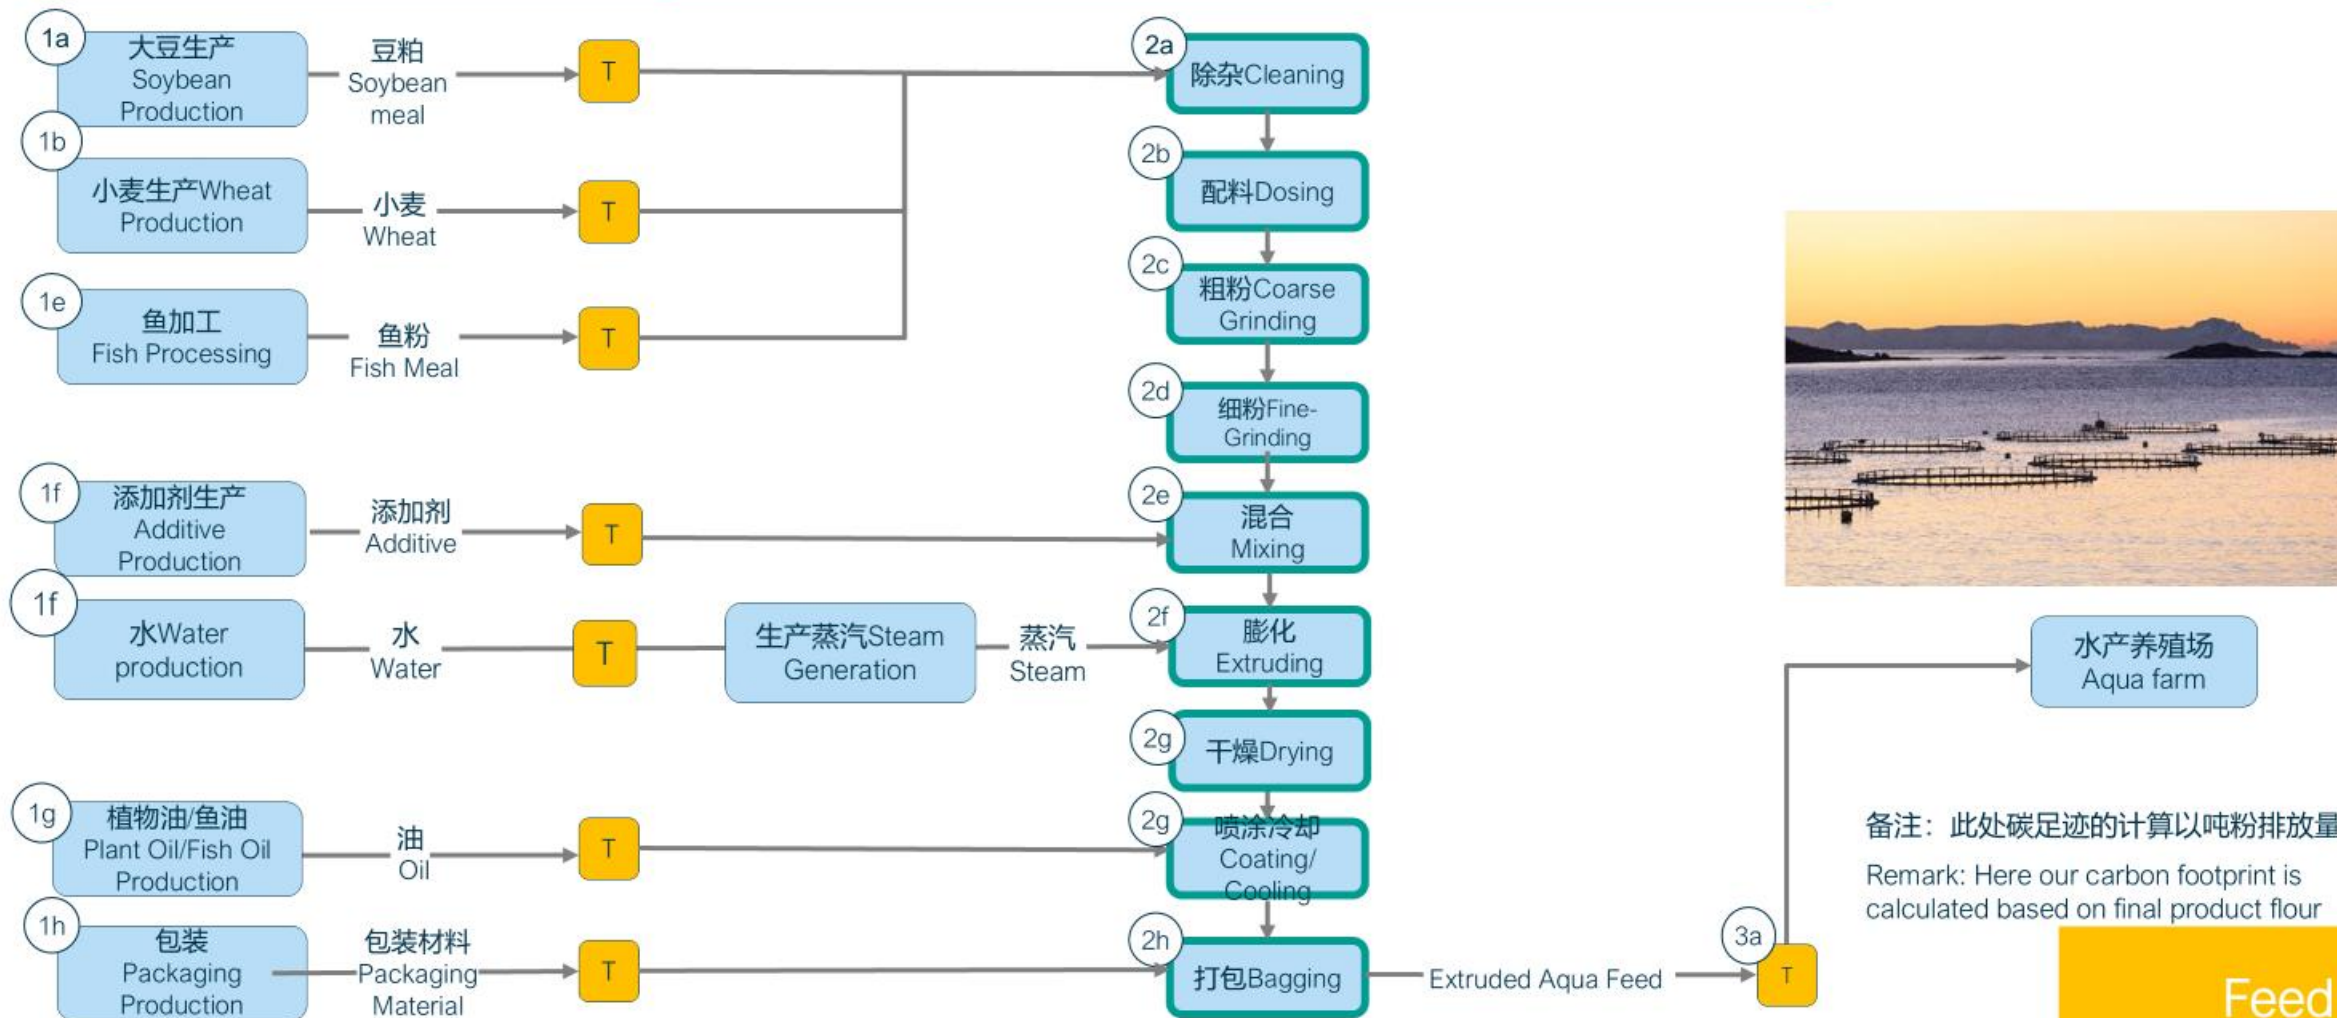 1a
大豆生产
Soybean
Production
豆粕
Soybean
meal
T
2a
除杂Cleaning
1b
小麦生产Wheat
Production
小麦
Wheat
T
2b
配料Dosing
2c
粗粉Coarse
Grinding
1e
鱼加工
Fish Processing
鱼粉
Fish Meal
T
2d
细粉Fine-
Grinding
1f
添加剂生产
Additive
Production
添加剂
Additive
T
2e
混合
Mixing
1f
水Water
production
水
Water
T
生产蒸汽Steam
Generation
蒸汽
Steam
2f
膨化
Extruding
水产养殖场
Aqua farm
2g
干燥Drying
1g
植物油/鱼油
Plant Oil/Fish Oil
Production
油
Oil
T
2g
喷涂冷却
Coating/
Cooling
备注：此处碳足迹的计算以吨粉排放量
Remark: Here our carbon footprint is
calculated based on final product flour
1h
包装
Packaging
Production
包装材料
Packaging
Material
T
2h
打包Bagging
Extruded Aqua Feed
3a
T
Feed